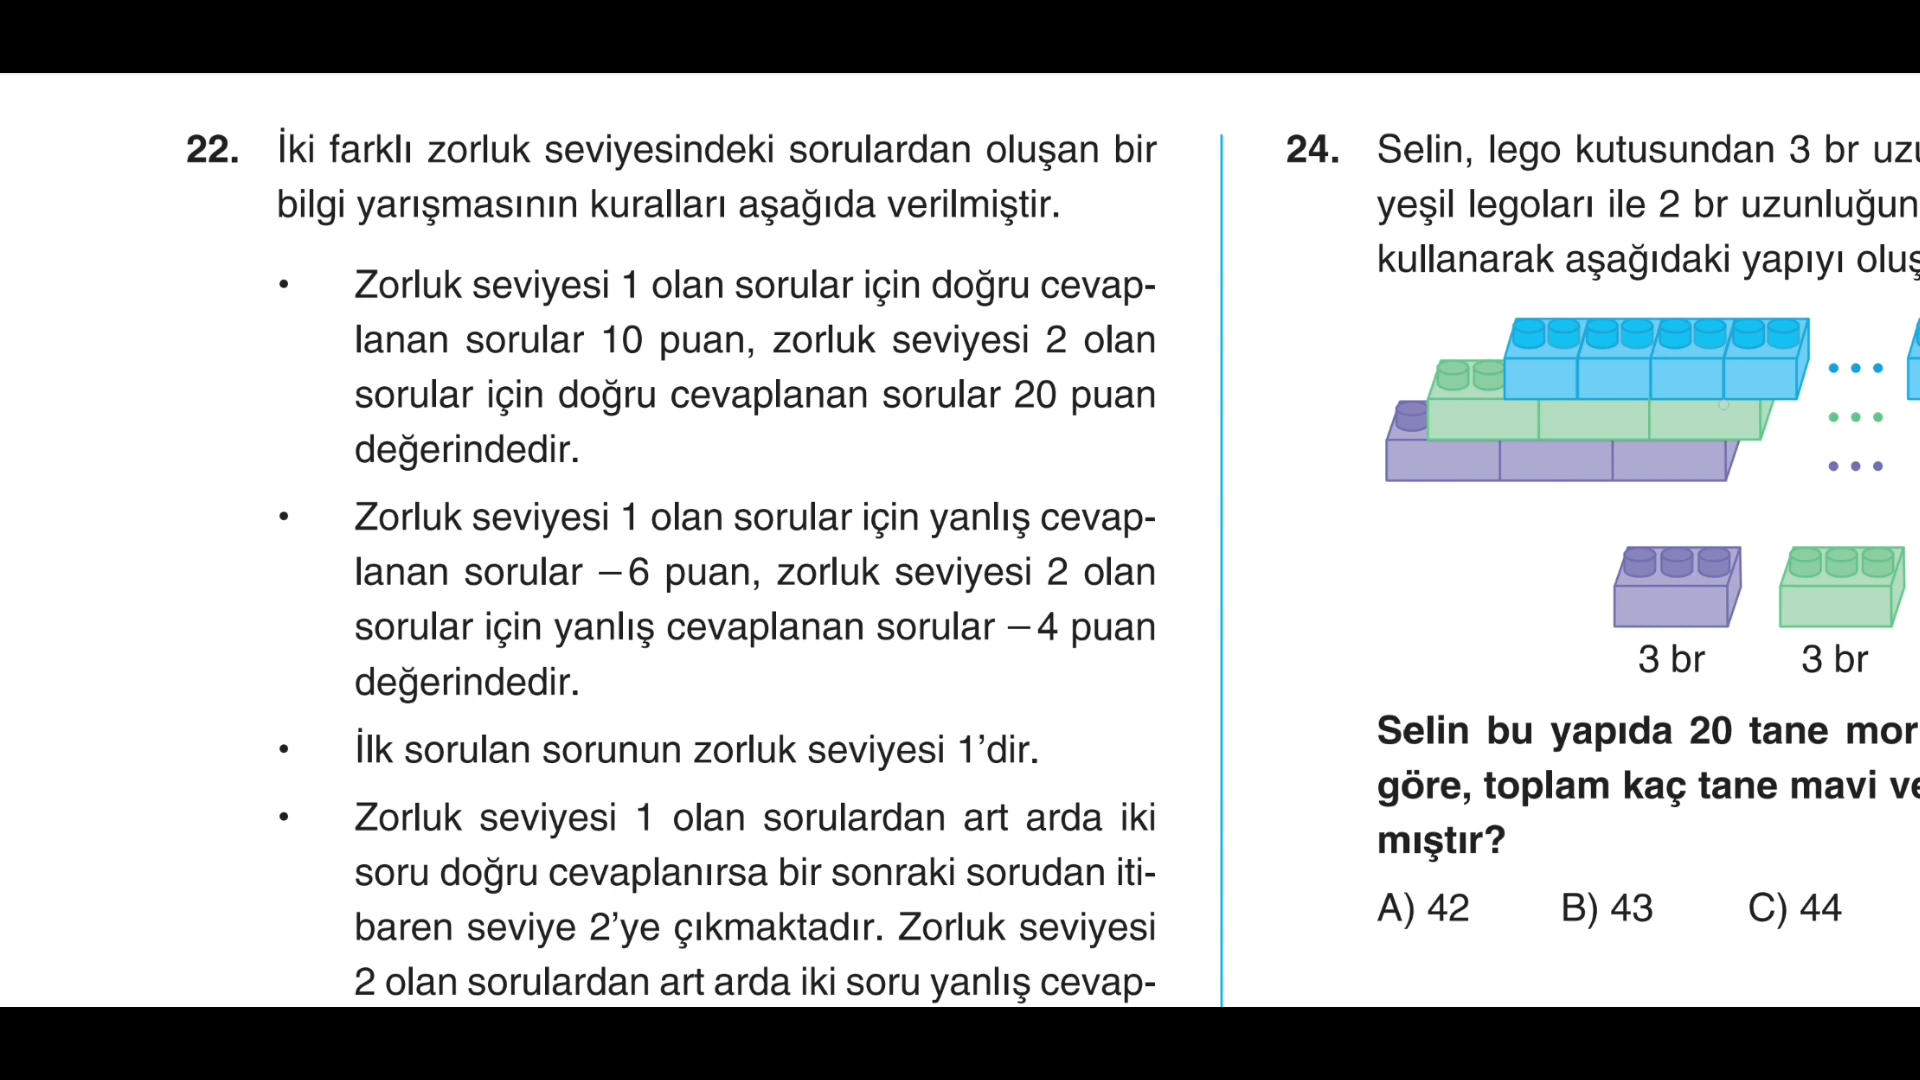 22. İki farklı zorluk seviyesindeki sorulardan oluşan bir
bilgi yarışmasının kuralları aşağıda verilmiştir.
• Zorluk seviyesi 1 olan sorular için doğru cevap-
lanan sorular 10 puan, zorluk seviyesi 2 olan
sorular için doğru cevaplanan sorular 20 puan
değerindedir.
• Zorluk seviyesi 1 olan sorular için yanlış cevap-
lanan sorular –6 puan, zorluk seviyesi 2 olan
sorular için yanlış cevaplanan sorular –4 puan
değerindedir.
• İlk sorulan sorunun zorluk seviyesi 1’dir.
• Zorluk seviyesi 1 olan sorulardan art arda iki
soru doğru cevaplanırsa bir sonraki sorudan iti-
baren seviye 2’ye çıkmaktadır. Zorluk seviyesi
2 olan sorulardan art arda iki soru yanlış cevap-
24. Selin, lego kutusundan 3 br
yeşil legoları ile 2 br
kullanarak aşağıdaki yapıyı
3 br 3 br
Selin bu yapıda 20 tane mor
göre, toplam kaç tane mavi
mıştır?
A) 42 B) 43 C) 44